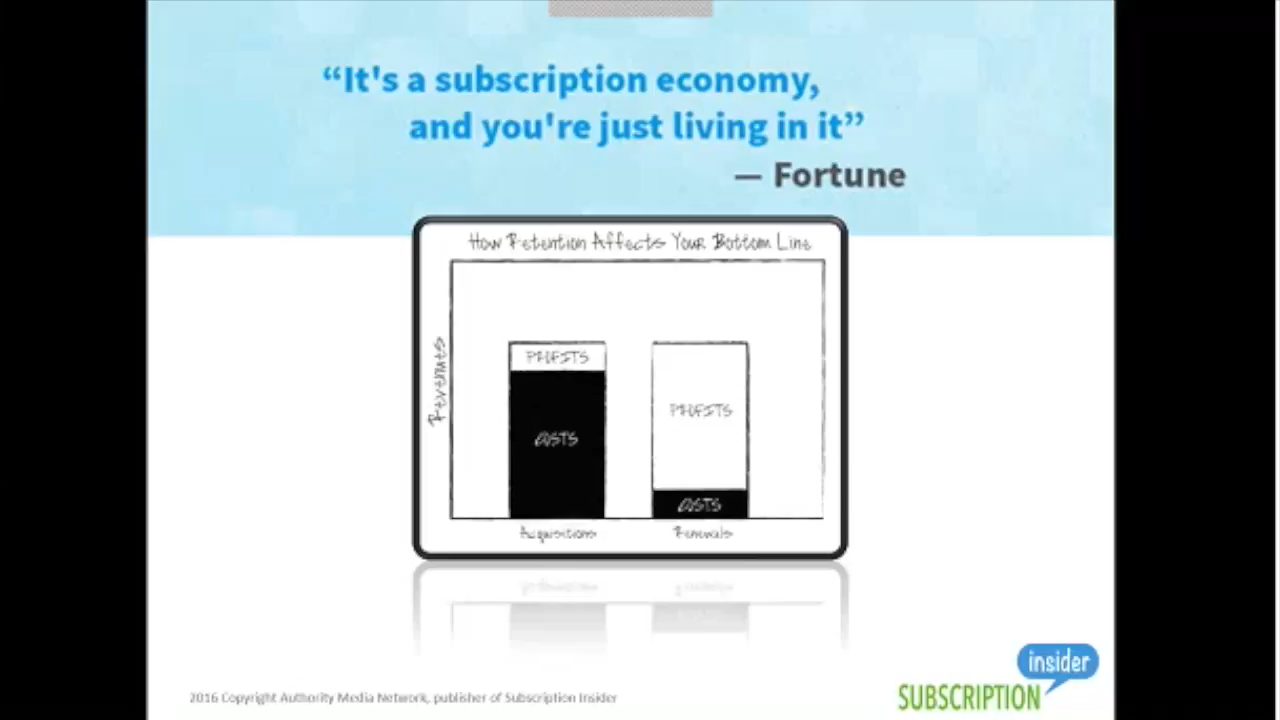 “It's a subscription economy,
and you're just living in it”
— Fortune
How Retention Affects Your Bottom Line
Revenues
PROFITS
COSTS
PROFITS
COSTS
Acquisitions
Renewals
insider
SUBSCRIPTION
2016 Copyright Authority Media Network, publisher of Subscription Insider